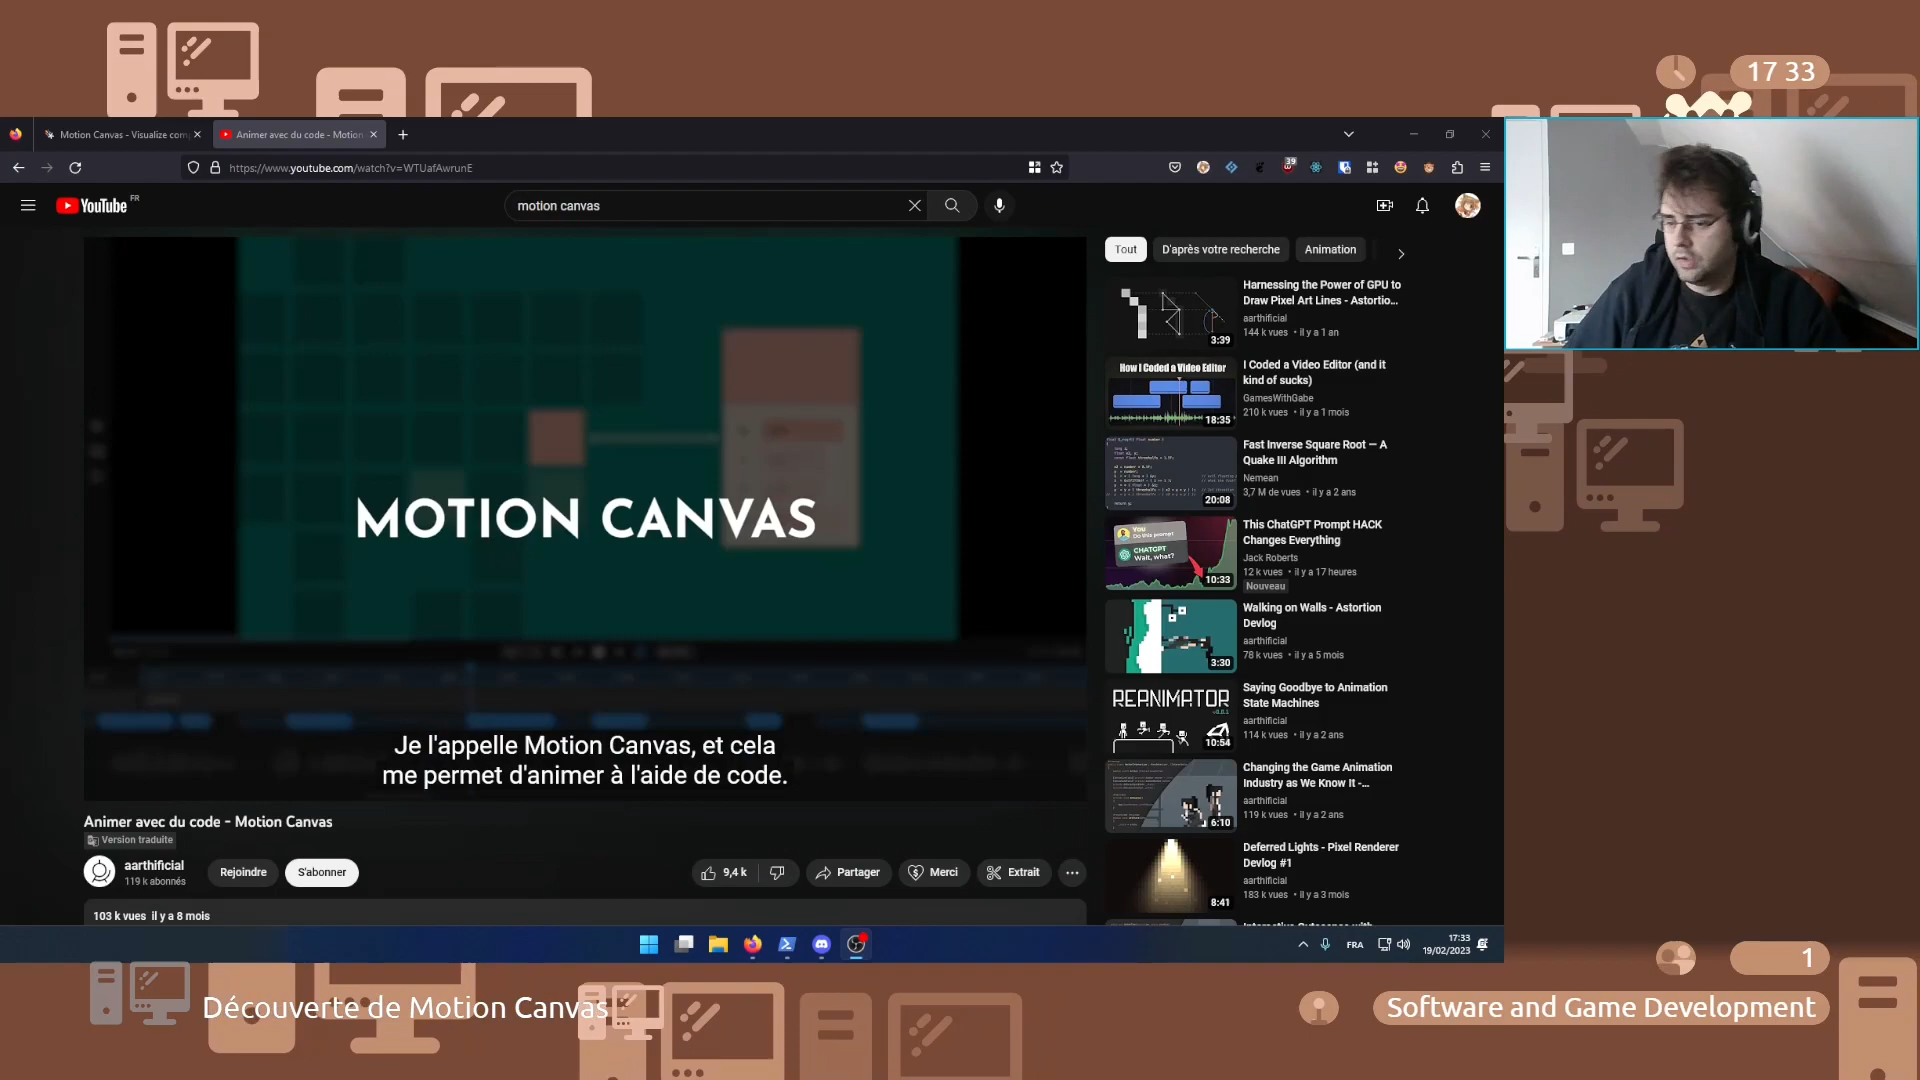 17 33
Motion Canvas - Visualize com
Animer avec du code - Motion
https://www.youtube.com/watch?v=WTUafAwrunE
39
YouTube FR
motion canvas
MOTION CANVAS
Je l'appelle Motion Canvas, et cela
me permet d'animer à l'aide de code.
Animer avec du code - Motion Canvas
Version traduite
aarthificial
119 k abonnés
Rejoindre
S'abonner
9,4 k
Partager
Merci
Extrait
103 k vues il y a 8 mois
Tout
D'après votre recherche
Animation
Harnessing the Power of GPU to
Draw Pixel Art Lines - Astortio...
aarthificial
144 k vues • il y a 1 an
3:39
How I Coded a Video Editor
18:35
I Coded a Video Editor (and it
kind of sucks)
GamesWithGabe
210 k vues • il y a 1 mois
20:08
Fast Inverse Square Root — A
Quake III Algorithm
Nemean
3,7 M de vues • il y a 2 ans
You
Do this prompt
CHATGPT
Wait, what?
10:33
This ChatGPT Prompt HACK
Changes Everything
Jack Roberts
12 k vues • il y a 17 heures
Nouveau
3:30
Walking on Walls - Astortion
Devlog
aarthificial
78 k vues • il y a 5 mois
REANIMATOR
10:54
Saying Goodbye to Animation
State Machines
aarthificial
114 k vues • il y a 2 ans
6:10
Changing the Game Animation
Industry as We Know It -...
aarthificial
119 k vues • il y a 2 ans
8:41
Deferred Lights - Pixel Renderer
Devlog #1
aarthificial
183 k vues • il y a 3 mois
FRA
17:33
19/02/2023
1
Découverte de Motion Canvas
Software and Game Development